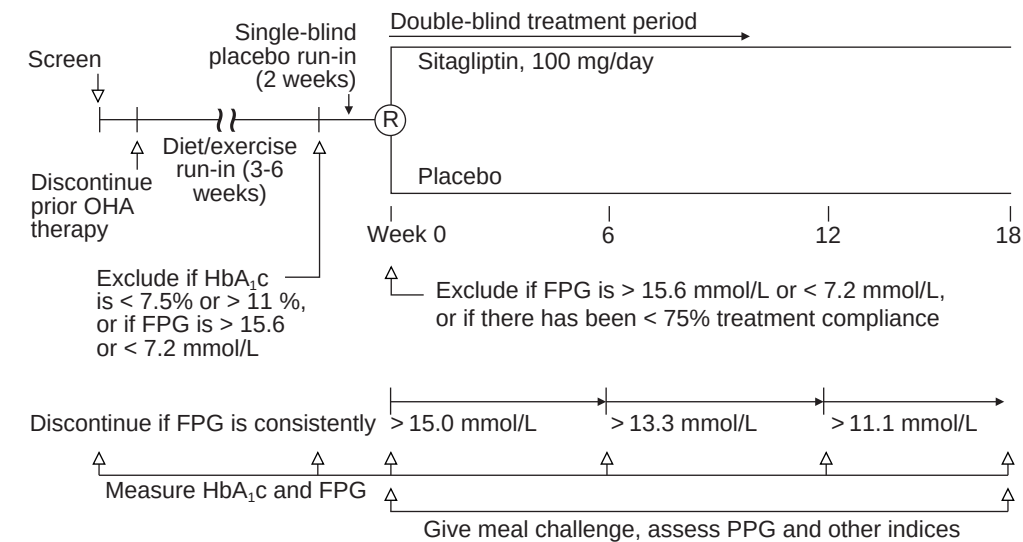 Double-blind treatment period
Single-blind
placebo run-in
(2 weeks)
Screen
Sitagliptin, 100 mg/day
R
Diet/exercise
run-in (3-6
weeks)
Discontinue
prior OHA
therapy
Placebo
Week 0 6 12 18
Exclude if HbA₁c
is < 7.5% or > 11 %,
or if FPG is > 15.6
or < 7.2 mmol/L
Exclude if FPG is > 15.6 mmol/L or < 7.2 mmol/L,
or if there has been < 75% treatment compliance
Discontinue if FPG is consistently > 15.0 mmol/L > 13.3 mmol/L > 11.1 mmol/L
Measure HbA₁c and FPG
Give meal challenge, assess PPG and other indices